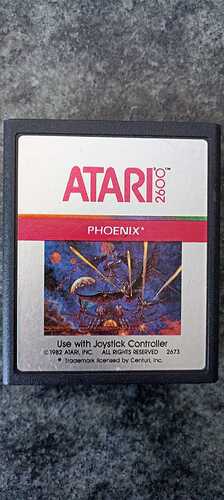 ATARI®
2600™
PHOENIX*
Use with Joystick Controller
© 1982 ATARI, INC. ALL RIGHTS RESERVED 2673
* Trademark licensed by Centuri, Inc.